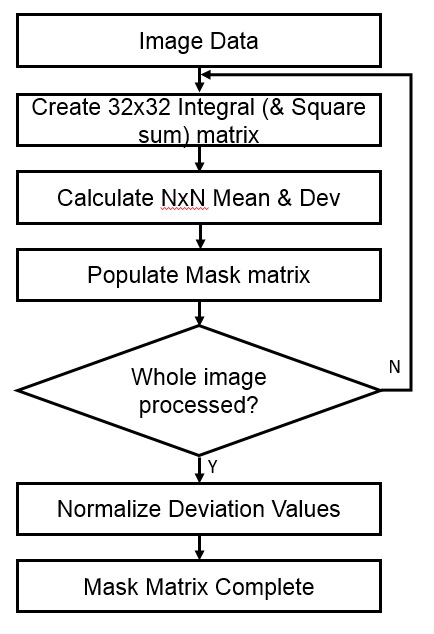 Image Data
Create 32x32 Integral (& Square
sum) matrix
Calculate NxN Mean & Dev
Populate Mask matrix
Whole image
processed?
N
Y
Normalize Deviation Values
Mask Matrix Complete